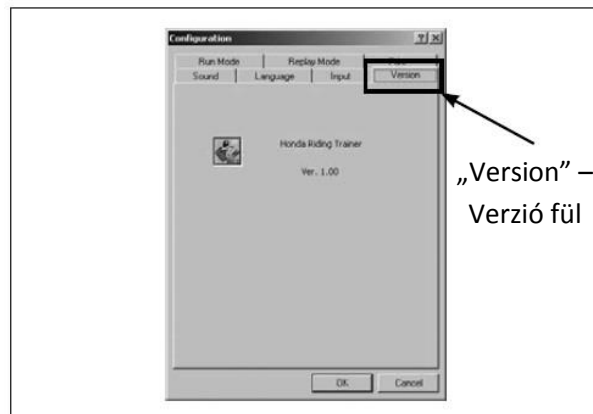 Configuration
Run Mode
Replay Mode
Sound
Language
Input
Version
Honda Riding Trainer
Ver. 1.00
„Version” –
Verzió fül
OK
Cancel